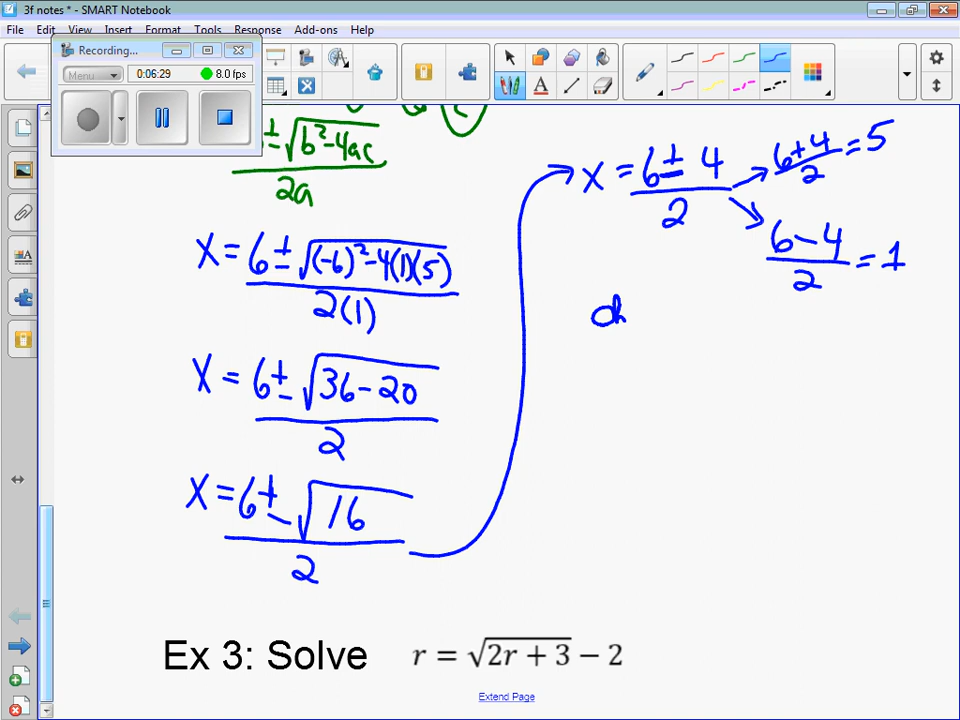 3f notes * - SMART Notebook
File Edit View Insert Format Tools Response Add-ons Help
Recording...
Menu 0:06:29 8.0 fps
± √b²-4ac
2a
x = 6 ± √(-6)²-4(1)(5)
2(1)
x = 6 ± √36-20
2
x = 6 ± √16
2
x = 6 ± 4
2
6+4 = 5
2
6-4 = 1
2
ch
Ex 3: Solve r = √2r + 3 − 2
Extend Page